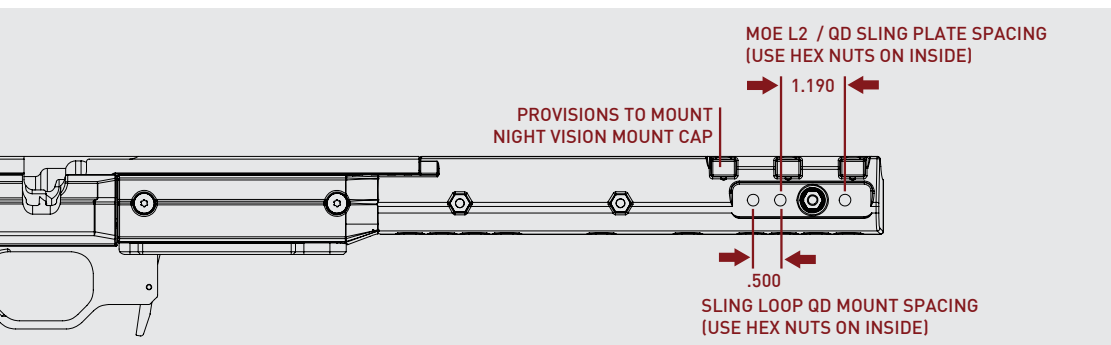 MOE L2 / QD SLING PLATE SPACING
(USE HEX NUTS ON INSIDE)
1.190
PROVISIONS TO MOUNT
NIGHT VISION MOUNT CAP
.500
SLING LOOP QD MOUNT SPACING
(USE HEX NUTS ON INSIDE)